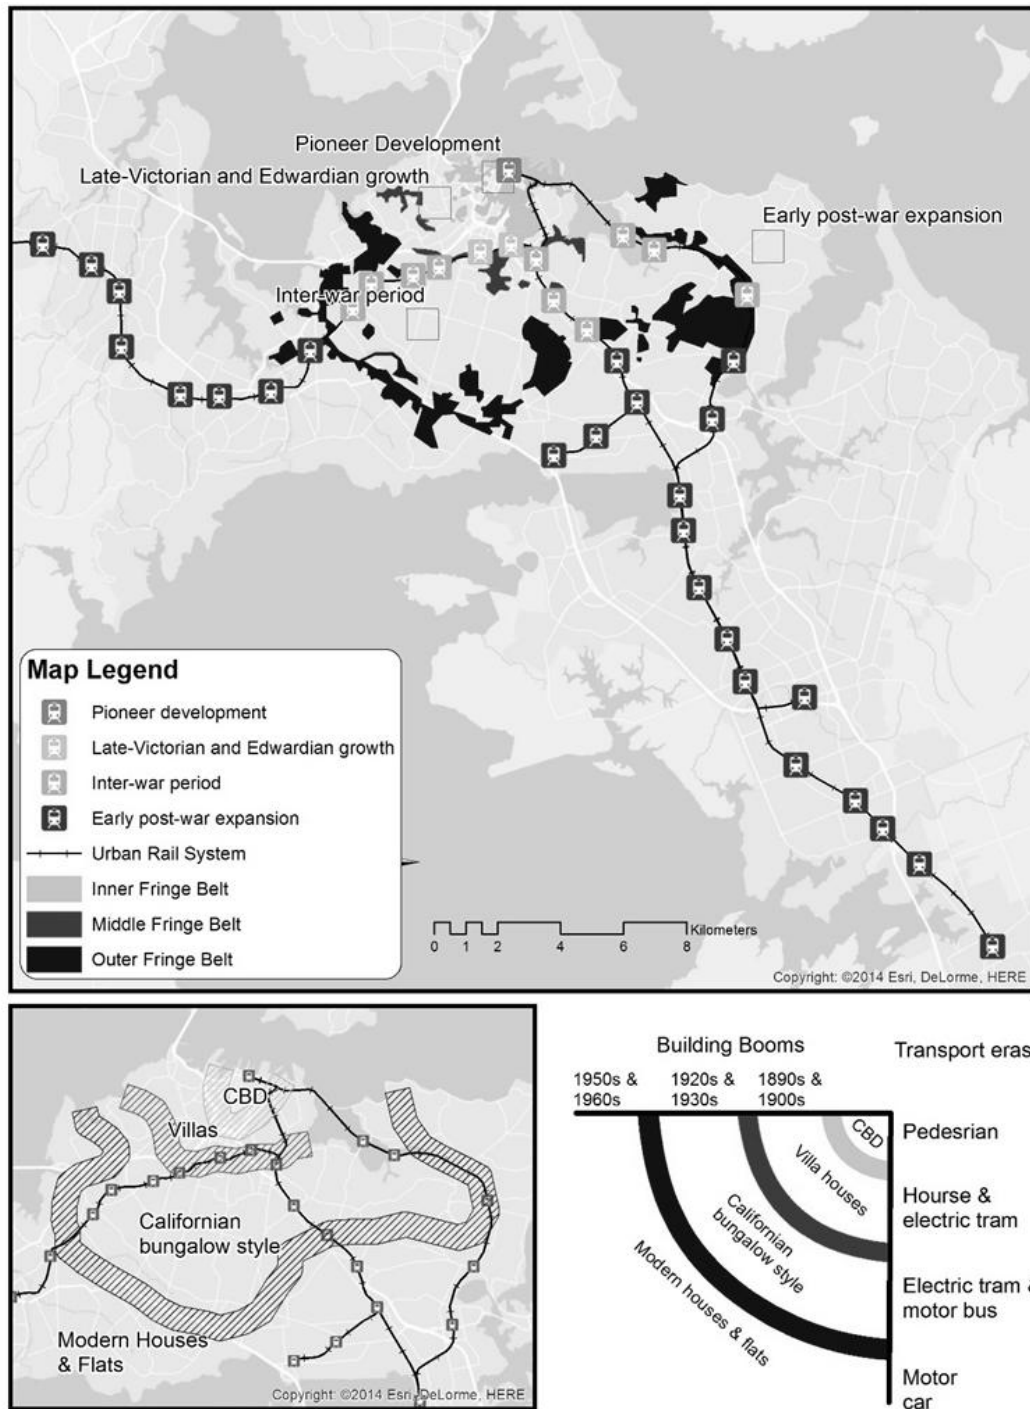 Pioneer Development
Late-Victorian and Edwardian growth
Early post-war expansion
Inter-war period
Map Legend
Pioneer development
Late-Victorian and Edwardian growth
Inter-war period
Early post-war expansion
Urban Rail System
Inner Fringe Belt
Middle Fringe Belt
Outer Fringe Belt
Kilometers
0 1 2 4 6 8
Copyright: ©2014 Esri, DeLorme, HERE
CBD
Villas
Californian
bungalow style
Modern Houses
& Flats
Copyright: ©2014 Esri, DeLorme, HERE
Building Booms
Transport eras
1950s &
1960s
1920s &
1930s
1890s &
1900s
CBD
Villa houses
Californian
bungalow style
Modern houses & flats
Pedesrian
Hourse &
electric tram
Electric tram &
motor bus
Motor
car